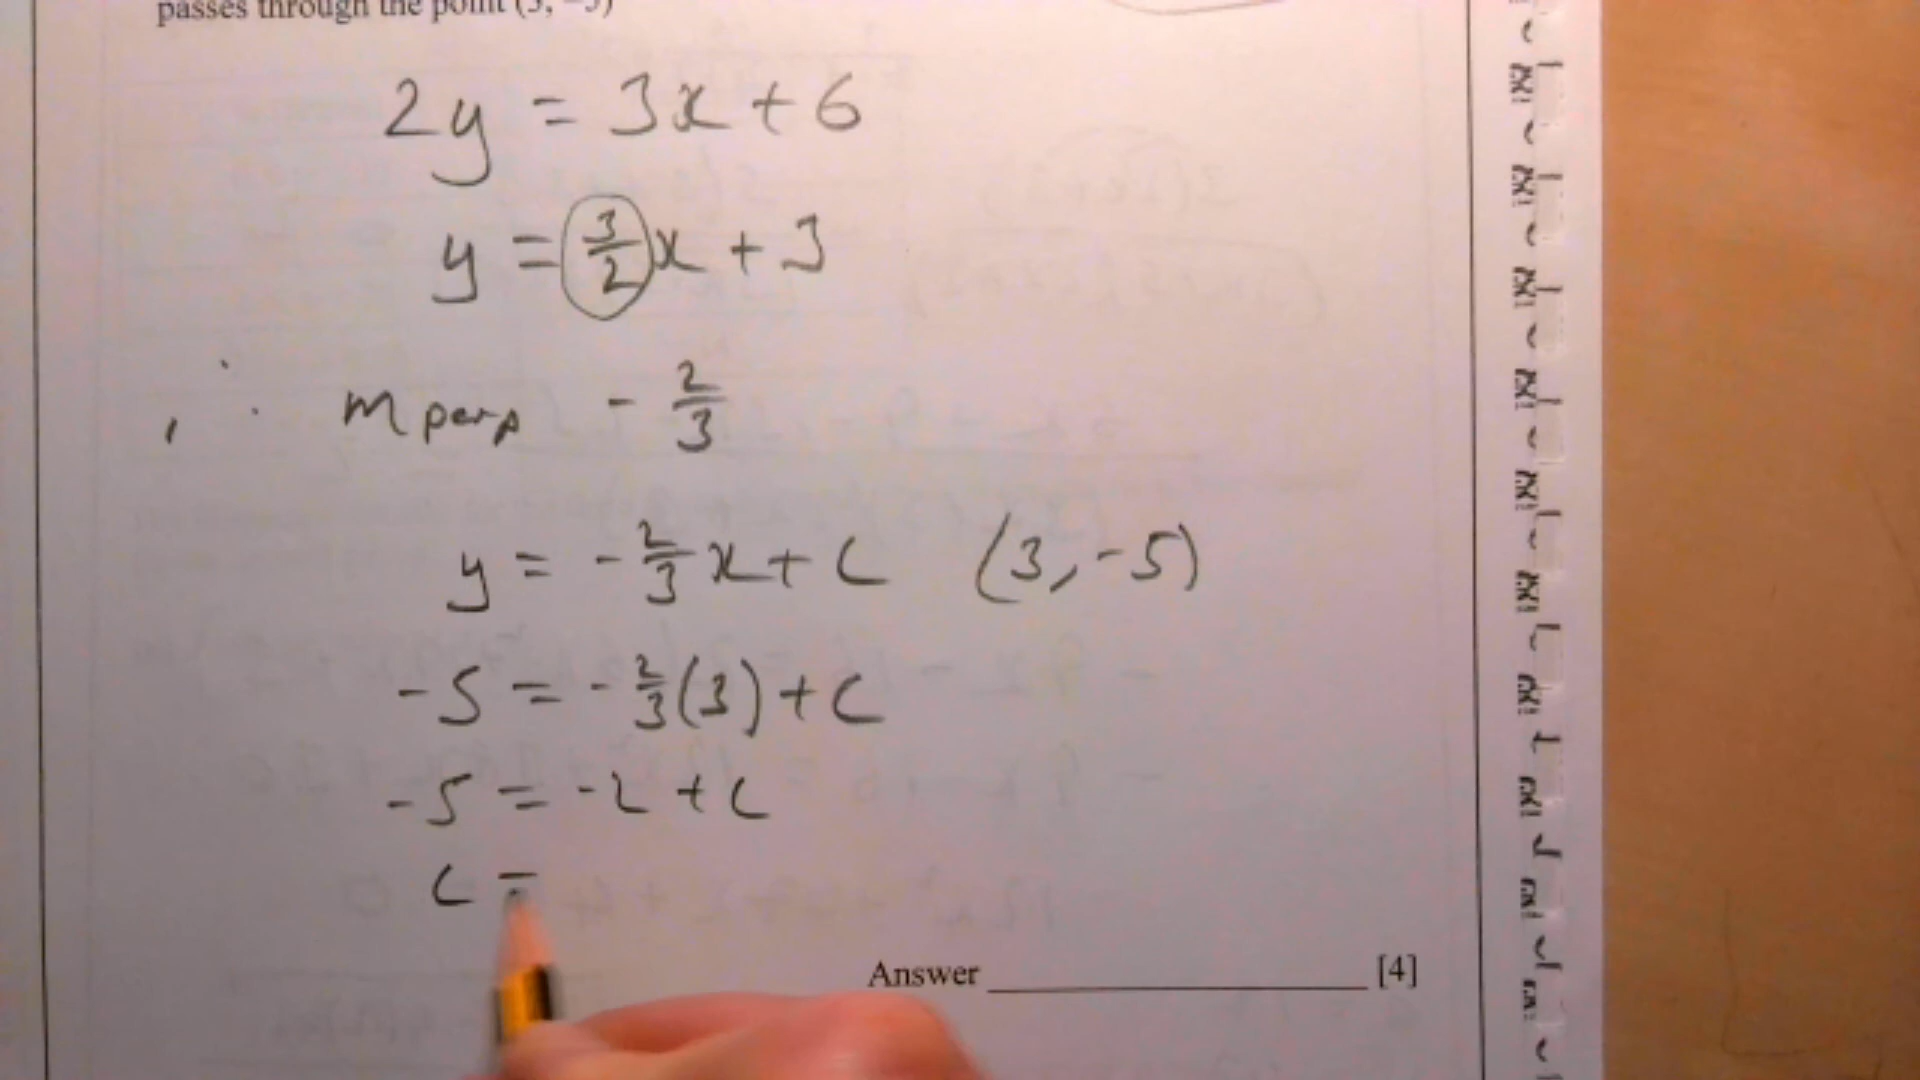 passes through the point (3, -5)
2y = 3x + 6
y = 3/2 x + 3
∴ m perp - 2/3
y = - 2/3 x + c (3, -5)
-5 = - 2/3 (3) + c
-5 = -2 + c
c =
Answer [4]